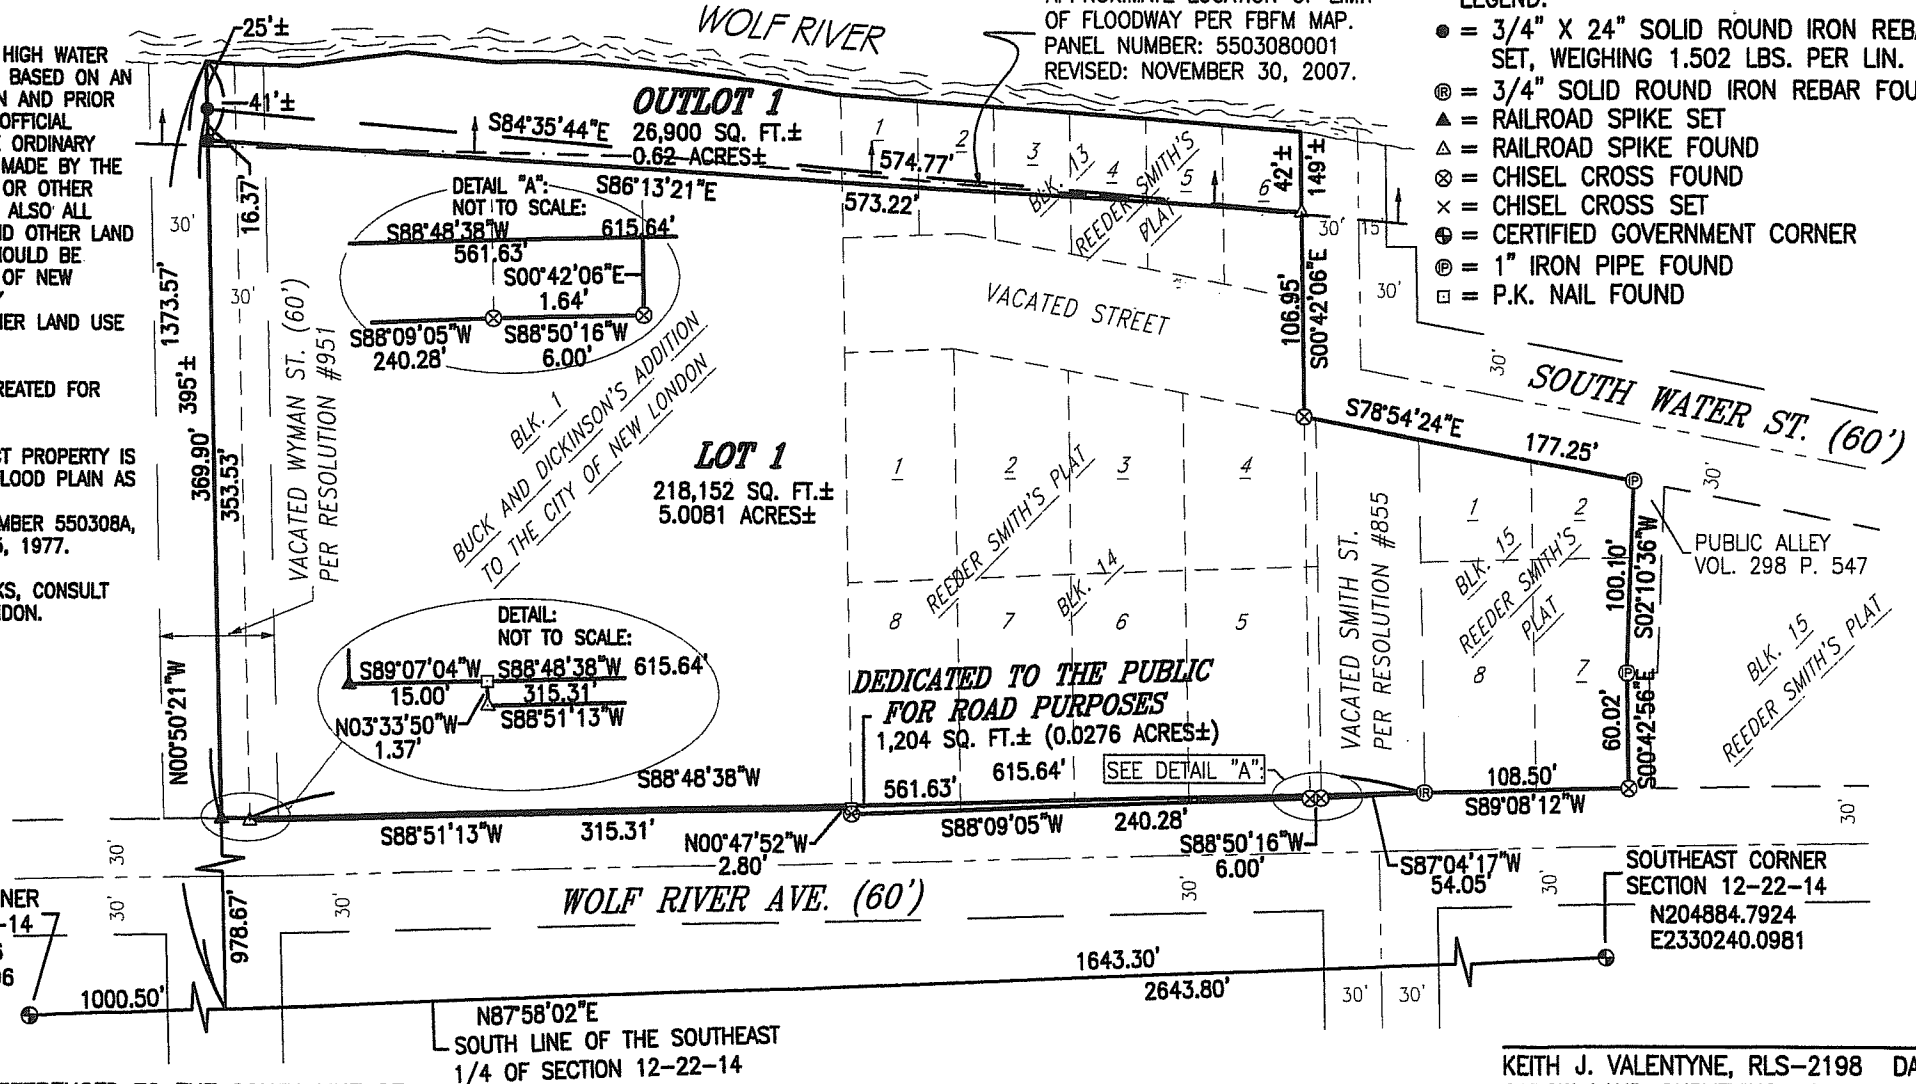 HIGH WATER
BASED ON AN
N AND PRIOR
OFFICIAL
ORDINARY
MADE BY THE
OR OTHER
ALSO ALL
ND OTHER LAND
OULD BE
OF NEW
ER LAND USE
REATED FOR
CT PROPERTY IS
LOOD PLAIN AS
MBER 550308A,
5, 1977.
KS, CONSULT
DON.
25'±
41'±
WOLF RIVER
OF FLOODWAY PER FBFM MAP.
PANEL NUMBER: 5503080001
REVISED: NOVEMBER 30, 2007.
LEGEND:
= 3/4" X 24" SOLID ROUND IRON REBA
SET, WEIGHING 1.502 LBS. PER LIN.
= 3/4" SOLID ROUND IRON REBAR FOU
= RAILROAD SPIKE SET
= RAILROAD SPIKE FOUND
= CHISEL CROSS FOUND
= CHISEL CROSS SET
= CERTIFIED GOVERNMENT CORNER
= 1" IRON PIPE FOUND
= P.K. NAIL FOUND
OUTLOT 1
26,900 SQ. FT.±
0.62 ACRES±
S84°35'44"E
574.77'
S86°13'21"E
573.22'
1
2
3
4
5
6
BLK. 13
REEDER SMITH'S
PLAT
42'±
149'±
30'
15'
30'
16.37'
30'
30'
1373.57'
395'±
369.90'
353.53'
N00°50'21"W
VACATED WYMAN ST. (60')
PER RESOLUTION #951
DETAIL "A":
NOT TO SCALE:
S88°48'38"W
615.64'
561.63'
S00°42'06"E
1.64'
S88°09'05"W
240.28'
S88°50'16"W
6.00'
BLK. 1
BUCK AND DICKINSON'S ADDITION
TO THE CITY OF NEW LONDON
VACATED STREET
106.95'
S00°42'06"E
LOT 1
218,152 SQ. FT.±
5.0081 ACRES±
1
2
3
4
REEDER SMITH'S PLAT
BLK. 14
8
7
6
5
30'
SOUTH WATER ST. (60')
30'
S78°54'24"E
177.25'
VACATED SMITH ST.
PER RESOLUTION #855
1
2
BLK. 15
REEDER SMITH'S
PLAT
8
7
100.10'
S02°10'36"W
60.02'
S00°42'56"E
PUBLIC ALLEY
VOL. 298 P. 547
BLK. 15
REEDER SMITH'S PLAT
DETAIL:
NOT TO SCALE:
S89°07'04"W
S88°48'38"W
615.64'
15.00'
315.31'
N03°33'50"W
S88°51'13"W
1.37'
DEDICATED TO THE PUBLIC
FOR ROAD PURPOSES
1,204 SQ. FT.± (0.0276 ACRES±)
S88°48'38"W
561.63'
615.64'
SEE DETAIL "A":
108.50'
S89°08'12"W
S88°51'13"W
315.31'
N00°47'52"W
2.80'
S88°09'05"W
240.28'
S88°50'16"W
6.00'
S87°04'17"W
54.05'
30'
30'
30'
30'
30'
30'
WOLF RIVER AVE. (60')
SOUTHEAST CORNER
SECTION 12-22-14
N204884.7924
E2330240.0981
NER
-14
978.67'
1000.50'
1643.30'
2643.80'
30'
30'
N87°58'02"E
SOUTH LINE OF THE SOUTHEAST
1/4 OF SECTION 12-22-14
KEITH J. VALENTYNE, RLS-2198 DA